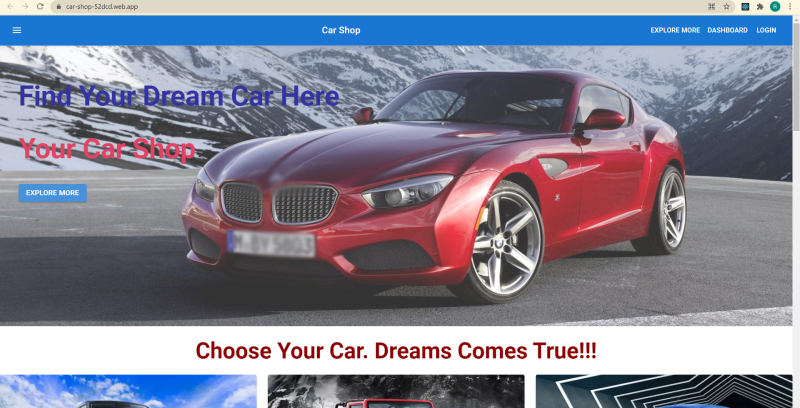 car-shop-52dcd.web.app
R
Car Shop
EXPLORE MORE DASHBOARD LOGIN
Find Your Dream Car Here
Your Car Shop
EXPLORE MORE
Choose Your Car. Dreams Comes True!!!